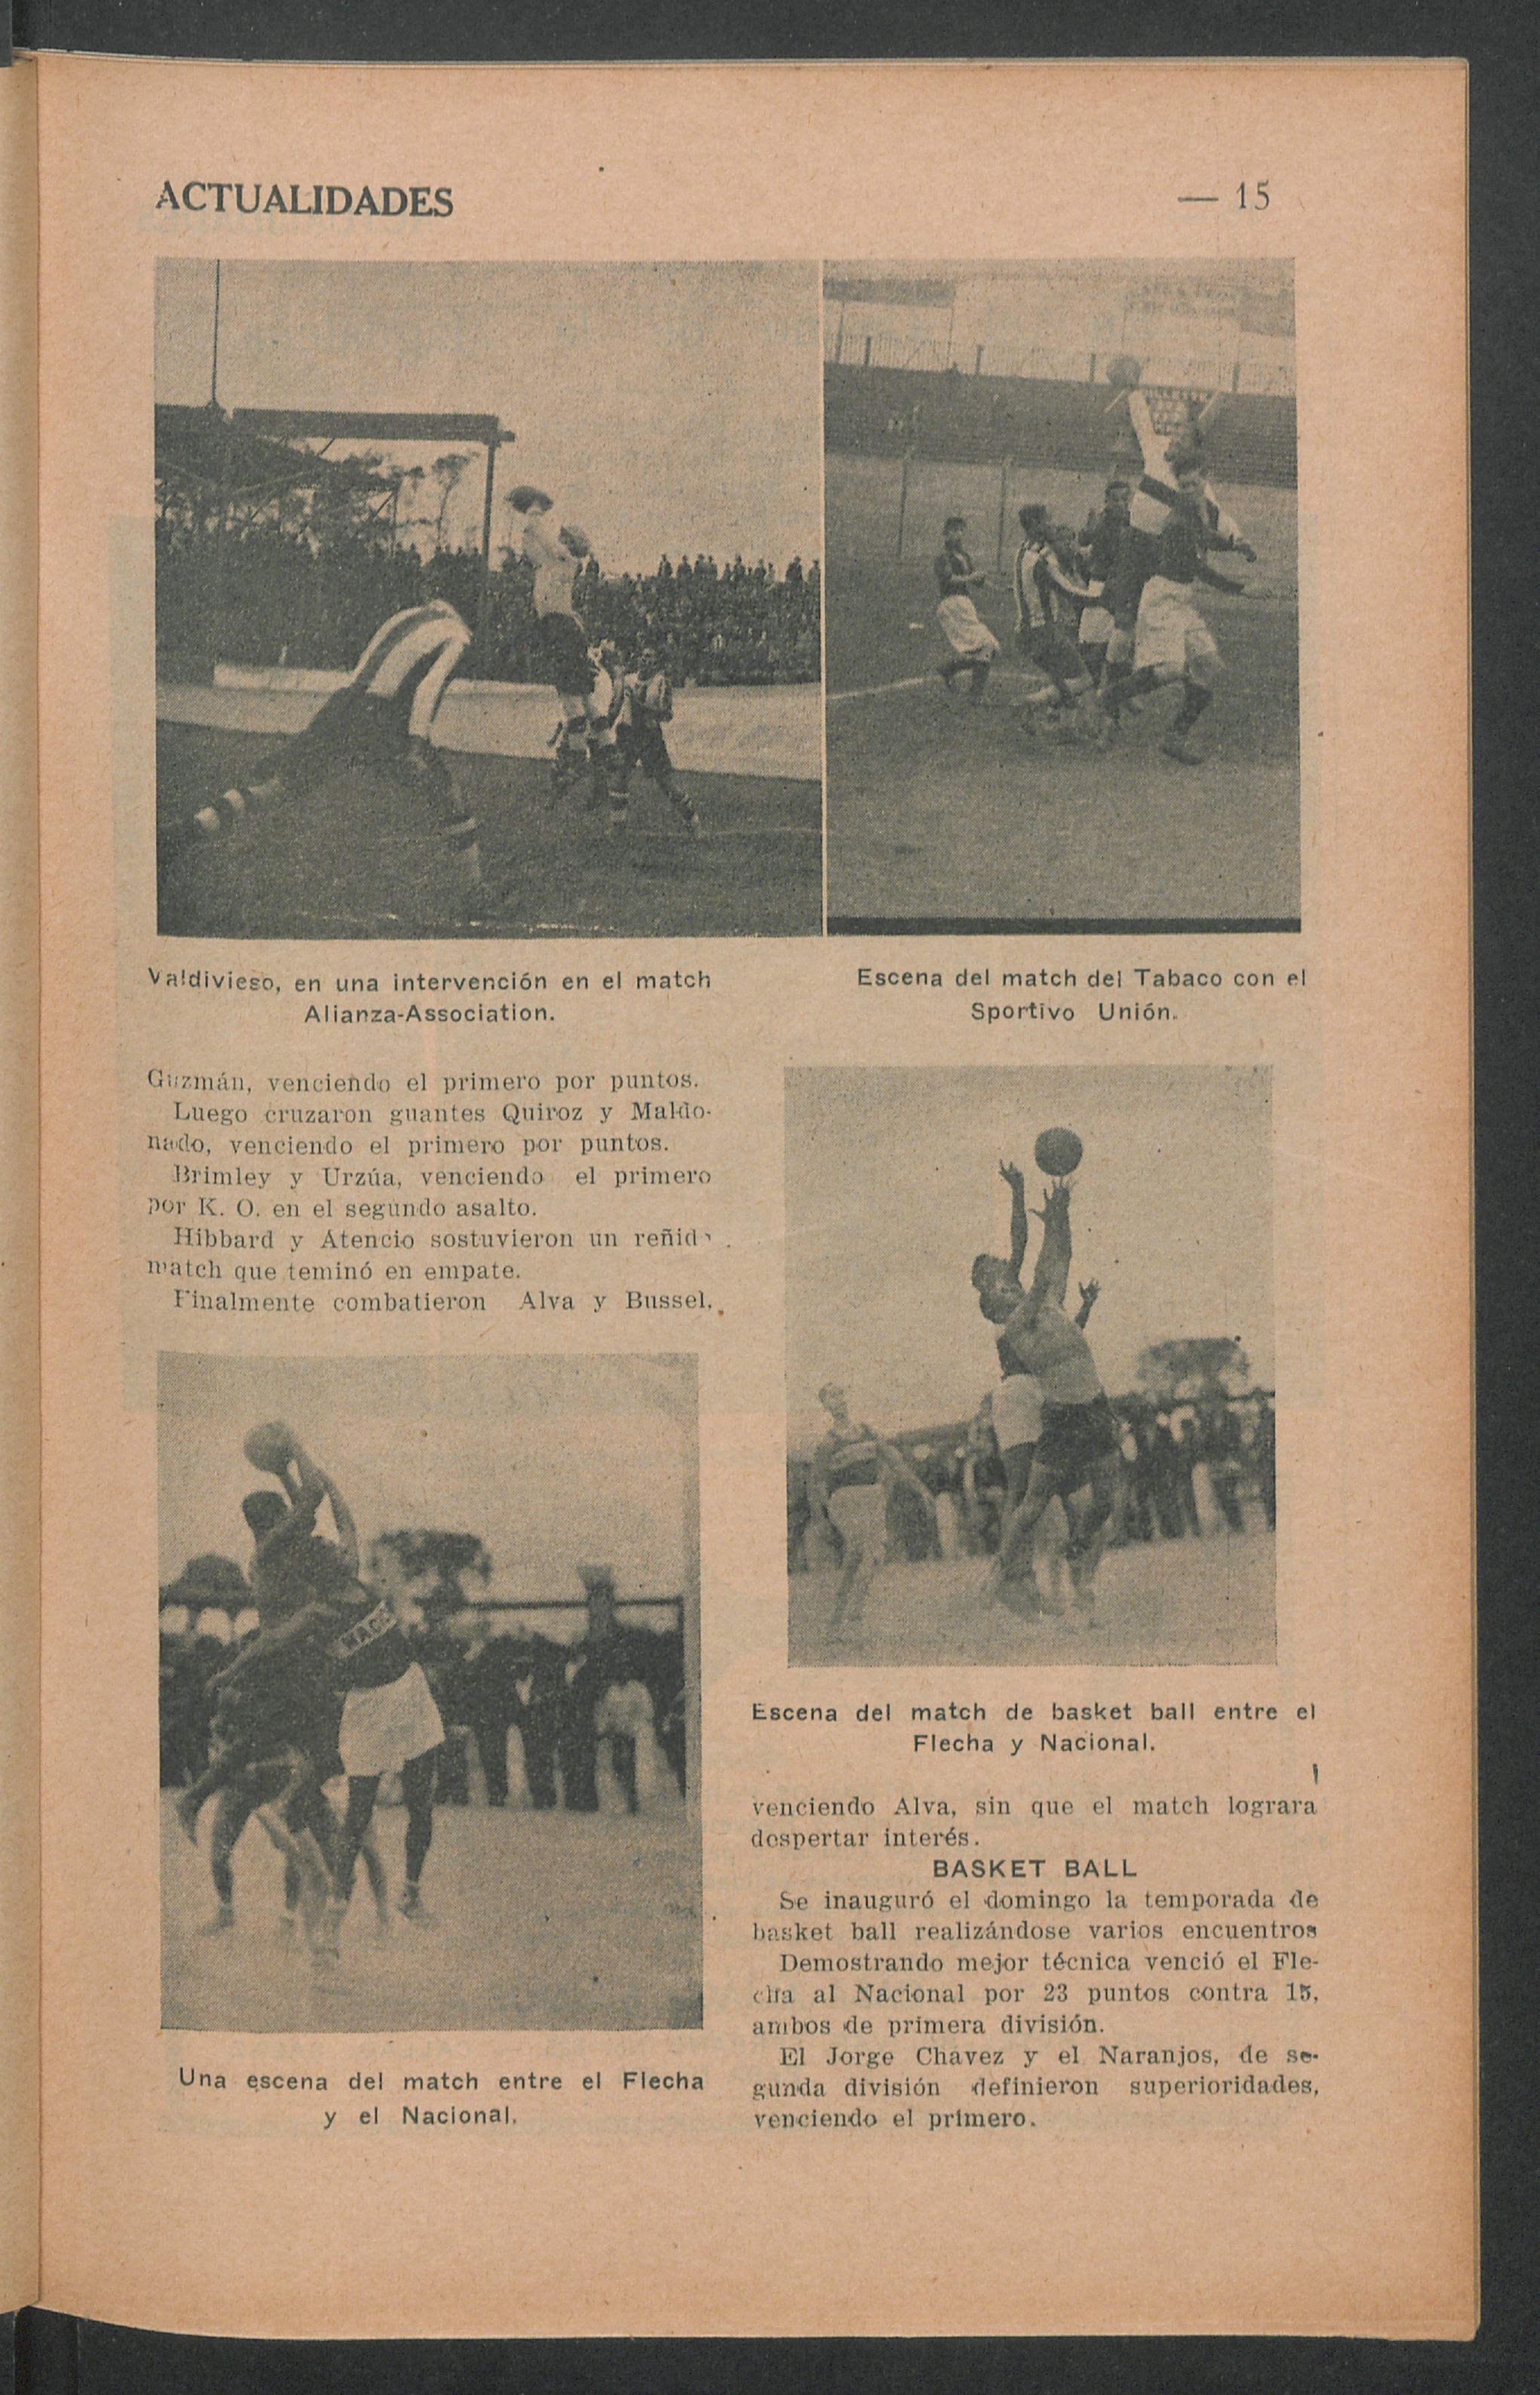 ACTUALIDADES
— 15
Valdivieso, en una intervención en el match
Alianza-Association.
Escena del match del Tabaco con el
Sportivo Unión.
Guzmán, venciendo el primero por puntos.
Luego cruzaron guantes Quiroz y Maldo-
nado, venciendo el primero por puntos.
Brimley y Urzúa, venciendo el primero
por K. O. en el segundo asalto.
Hibbard y Atencio sostuvieron un reñido
match que teminó en empate.
Finalmente combatieron Alva y Bussel,
Una escena del match entre el Flecha
y el Nacional.
Escena del match de basket ball entre el
Flecha y Nacional.
venciendo Alva, sin que el match lograra
despertar interés.
BASKET BALL
Se inauguró el domingo la temporada de
basket ball realizándose varios encuentros
Demostrando mejor técnica venció el Fle-
cha al Nacional por 23 puntos contra 15,
ambos de primera división.
El Jorge Chavez y el Naranjos, de se-
gunda división definieron superioridades,
venciendo el primero.